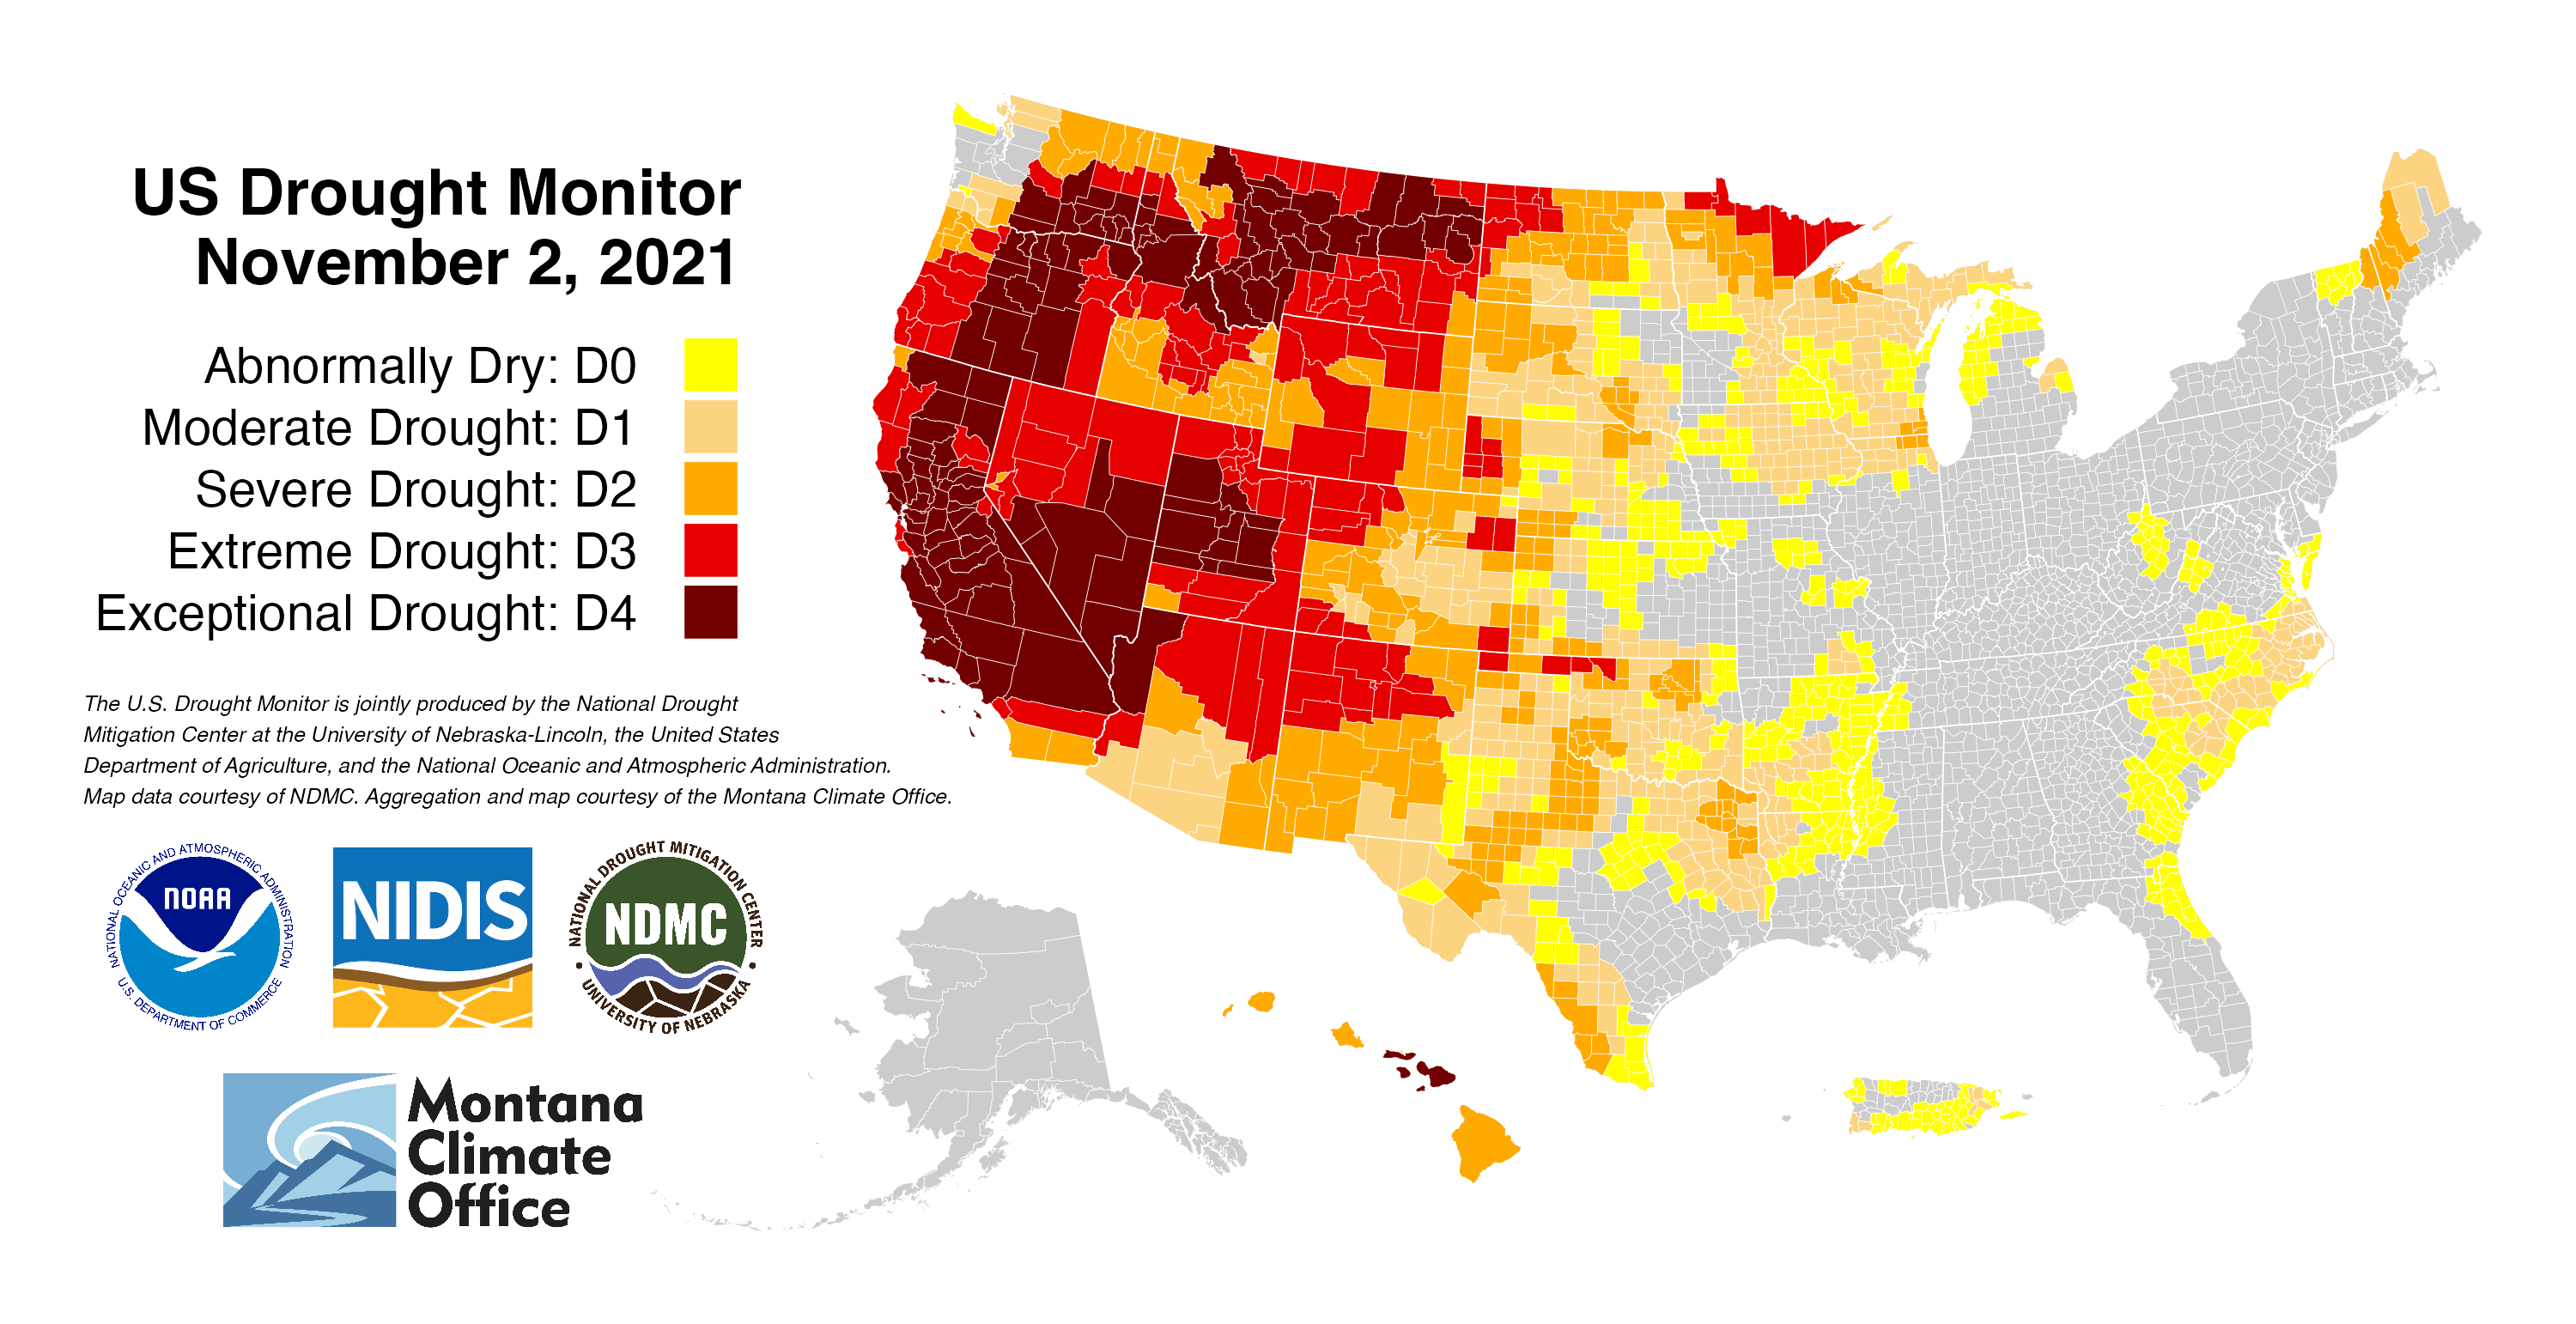 US Drought Monitor
November 2, 2021
Abnormally Dry: D0
Moderate Drought: D1
Severe Drought: D2
Extreme Drought: D3
Exceptional Drought: D4
The U.S. Drought Monitor is jointly produced by the National Drought
Mitigation Center at the University of Nebraska-Lincoln, the United States
Department of Agriculture, and the National Oceanic and Atmospheric Administration.
Map data courtesy of NDMC. Aggregation and map courtesy of the Montana Climate Office.
NATIONAL OCEANIC AND ATMOSPHERIC ADMINISTRATION
NOAA
U.S. DEPARTMENT OF COMMERCE
NIDIS
NATIONAL DROUGHT MITIGATION CENTER
NDMC
UNIVERSITY OF NEBRASKA
Montana
Climate
Office